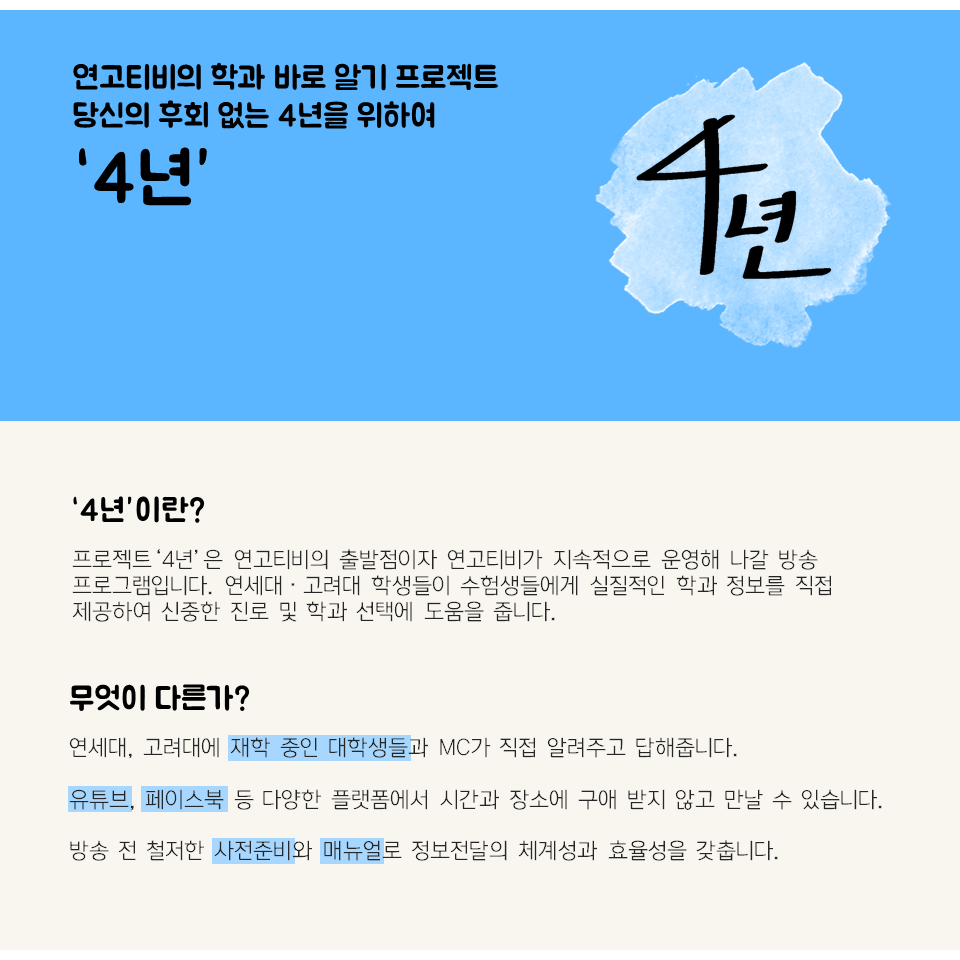 연고티비의 학과 바로 알기 프로젝트
당신의 후회 없는 4년을 위하여
‘4년’
4년
‘4년’이란?
프로젝트 ‘4년’ 은 연고티비의 출발점이자 연고티비가 지속적으로 운영해 나갈 방송
프로그램입니다. 연세대 · 고려대 학생들이 수험생들에게 실질적인 학과 정보를 직접
제공하여 신중한 진로 및 학과 선택에 도움을 줍니다.
무엇이 다른가?
연세대, 고려대에 재학 중인 대학생들과 MC가 직접 알려주고 답해줍니다.
유튜브, 페이스북 등 다양한 플랫폼에서 시간과 장소에 구애 받지 않고 만날 수 있습니다.
방송 전 철저한 사전준비와 매뉴얼로 정보전달의 체계성과 효율성을 갖춥니다.